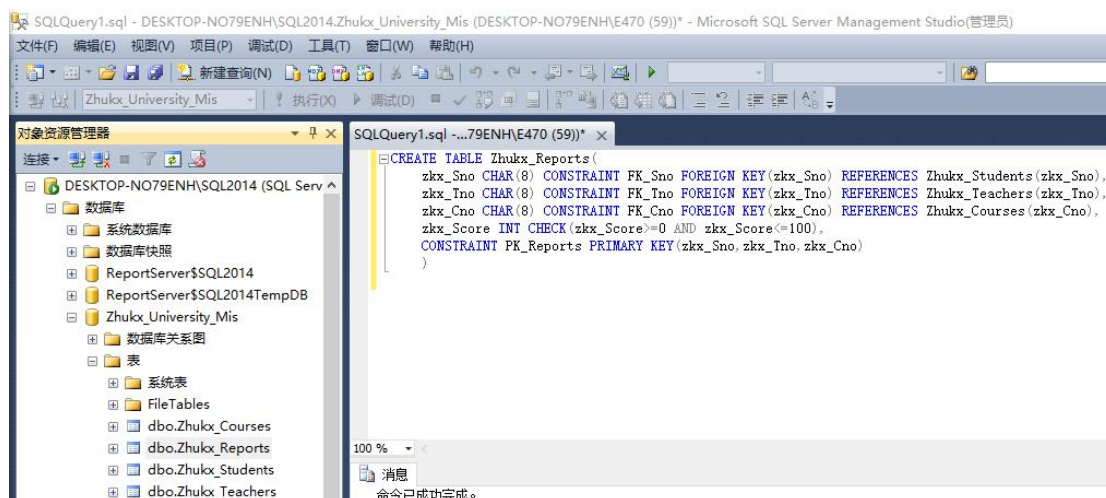 SQLQuery1.sql - DESKTOP-NO79ENH\SQL2014.Zhukx_University_Mis (DESKTOP-NO79ENH\E470 (59))* - Microsoft SQL Server Management Studio(管理员)
文件(F) 编辑(E) 视图(V) 项目(P) 调试(D) 工具(T) 窗口(W) 帮助(H)
新建查询(N)
Zhukx_University_Mis 执行(X) 调试(D)
对象资源管理器
连接
DESKTOP-NO79ENH\SQL2014 (SQL Serv
数据库
系统数据库
数据库快照
ReportServer$SQL2014
ReportServer$SQL2014TempDB
Zhukx_University_Mis
数据库关系图
表
系统表
FileTables
dbo.Zhukx_Courses
dbo.Zhukx_Reports
dbo.Zhukx_Students
dbo.Zhukx_Teachers
SQLQuery1.sql -...79ENH\E470 (59))*
CREATE TABLE Zhukx_Reports(
zkx_Sno CHAR(8) CONSTRAINT FK_Sno FOREIGN KEY(zkx_Sno) REFERENCES Zhukx_Students(zkx_Sno),
zkx_Tno CHAR(8) CONSTRAINT FK_Tno FOREIGN KEY(zkx_Tno) REFERENCES Zhukx_Teachers(zkx_Tno),
zkx_Cno CHAR(8) CONSTRAINT FK_Cno FOREIGN KEY(zkx_Cno) REFERENCES Zhukx_Courses(zkx_Cno),
zkx_Score INT CHECK(zkx_Score>=0 AND zkx_Score<=100),
CONSTRAINT PK_Reports PRIMARY KEY(zkx_Sno,zkx_Tno,zkx_Cno)
)
100 %
消息
命令已成功完成。